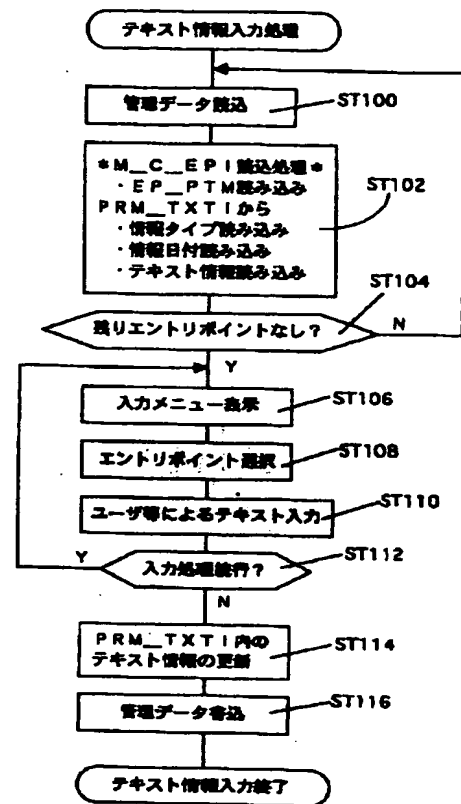 テキスト情報入力処理
管理データ読込
ST100
*M_C_EPI読込処理*
・EP_PTM読み込み
PRM_TXTIから
・情報タイプ読み込み
・情報日付読み込み
・テキスト情報読み込み
ST102
残りエントリポイントなし?
ST104
N
Y
入力メニュー表示
ST106
エントリポイント選択
ST108
ユーザ等によるテキスト入力
ST110
Y
入力処理続行?
ST112
N
PRM_TXTI内の
テキスト情報の更新
ST114
管理データ書込
ST116
テキスト情報入力終了